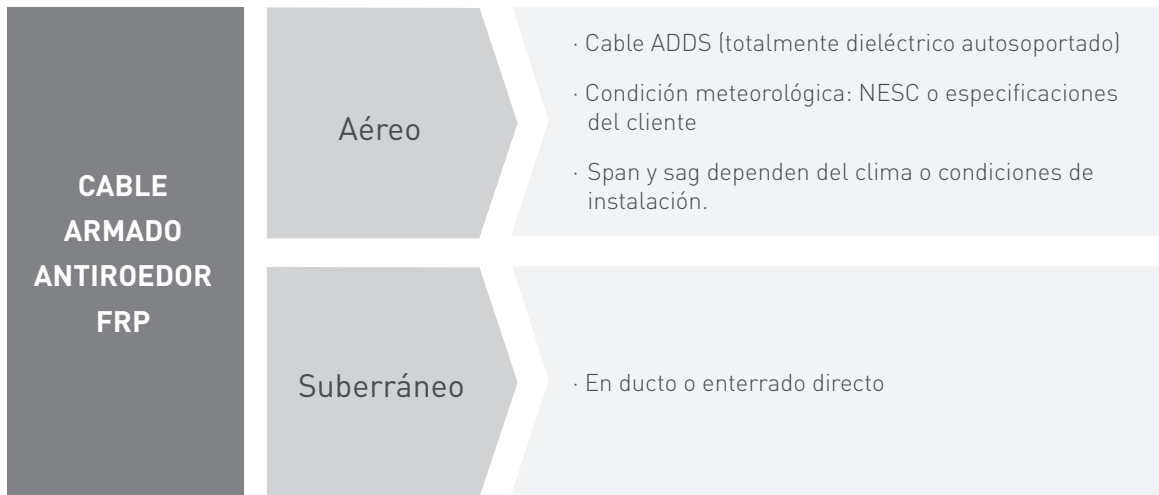 CABLE
ARMADO
ANTIROEDOR
FRP
Aéreo
· Cable ADDS (totalmente dieléctrico autosoportado)
· Condición meteorológica: NESC o especificaciones
del cliente
· Span y sag dependen del clima o condiciones de
instalación.
Suberráneo
· En ducto o enterrado directo